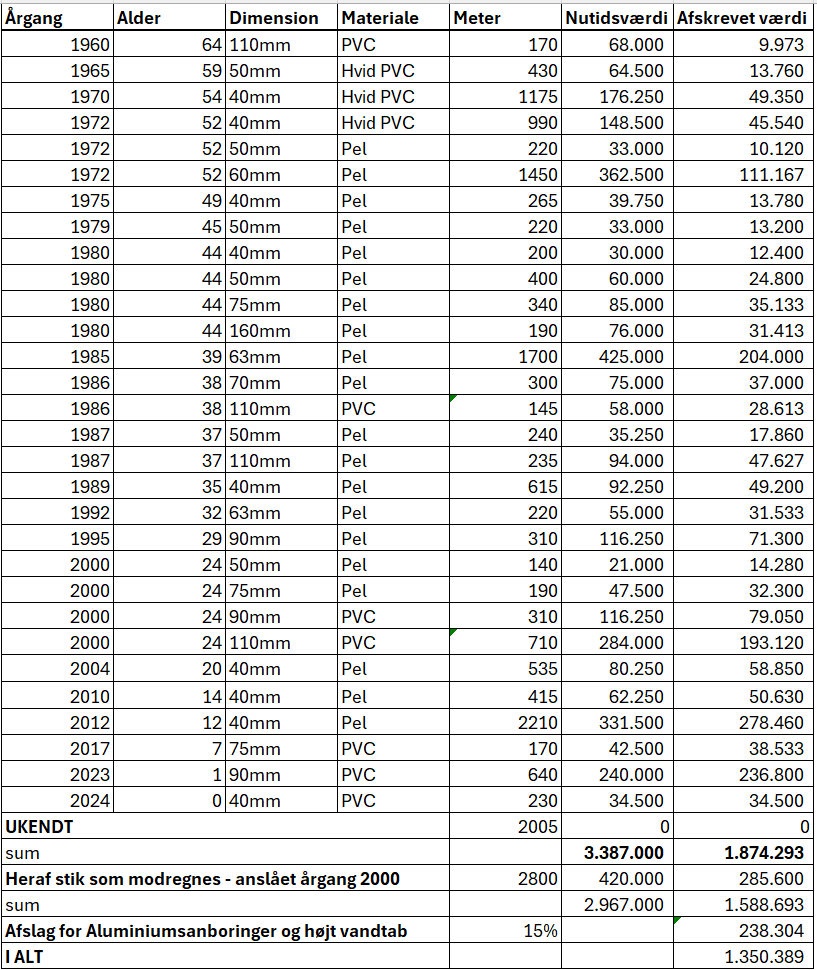 Årgang Alder Dimension Materiale Meter Nutidsværdi Afskrevet værdi
1960 64 110mm PVC 170 68.000 9.973
1965 59 50mm Hvid PVC 430 64.500 13.760
1970 54 40mm Hvid PVC 1175 176.250 49.350
1972 52 40mm Hvid PVC 990 148.500 45.540
1972 52 50mm Pel 220 33.000 10.120
1972 52 60mm Pel 1450 362.500 111.167
1975 49 40mm Pel 265 39.750 13.780
1979 45 50mm Pel 220 33.000 13.200
1980 44 40mm Pel 200 30.000 12.400
1980 44 50mm Pel 400 60.000 24.800
1980 44 75mm Pel 340 85.000 35.133
1980 44 160mm Pel 190 76.000 31.413
1985 39 63mm Pel 1700 425.000 204.000
1986 38 70mm Pel 300 75.000 37.000
1986 38 110mm PVC 145 58.000 28.613
1987 37 50mm Pel 240 35.250 17.860
1987 37 110mm Pel 235 94.000 47.627
1989 35 40mm Pel 615 92.250 49.200
1992 32 63mm Pel 220 55.000 31.533
1995 29 90mm Pel 310 116.250 71.300
2000 24 50mm Pel 140 21.000 14.280
2000 24 75mm Pel 190 47.500 32.300
2000 24 90mm PVC 310 116.250 79.050
2000 24 110mm PVC 710 284.000 193.120
2004 20 40mm Pel 535 80.250 58.850
2010 14 40mm Pel 415 62.250 50.630
2012 12 40mm Pel 2210 331.500 278.460
2017 7 75mm PVC 170 42.500 38.533
2023 1 90mm PVC 640 240.000 236.800
2024 0 40mm PVC 230 34.500 34.500
UKENDT 2005 0 0
sum 3.387.000 1.874.293
Heraf stik som modregnes - anslået årgang 2000 2800 420.000 285.600
sum 2.967.000 1.588.693
Afslag for Aluminiumsanboringer og højt vandtab 15% 238.304
I ALT 1.350.389